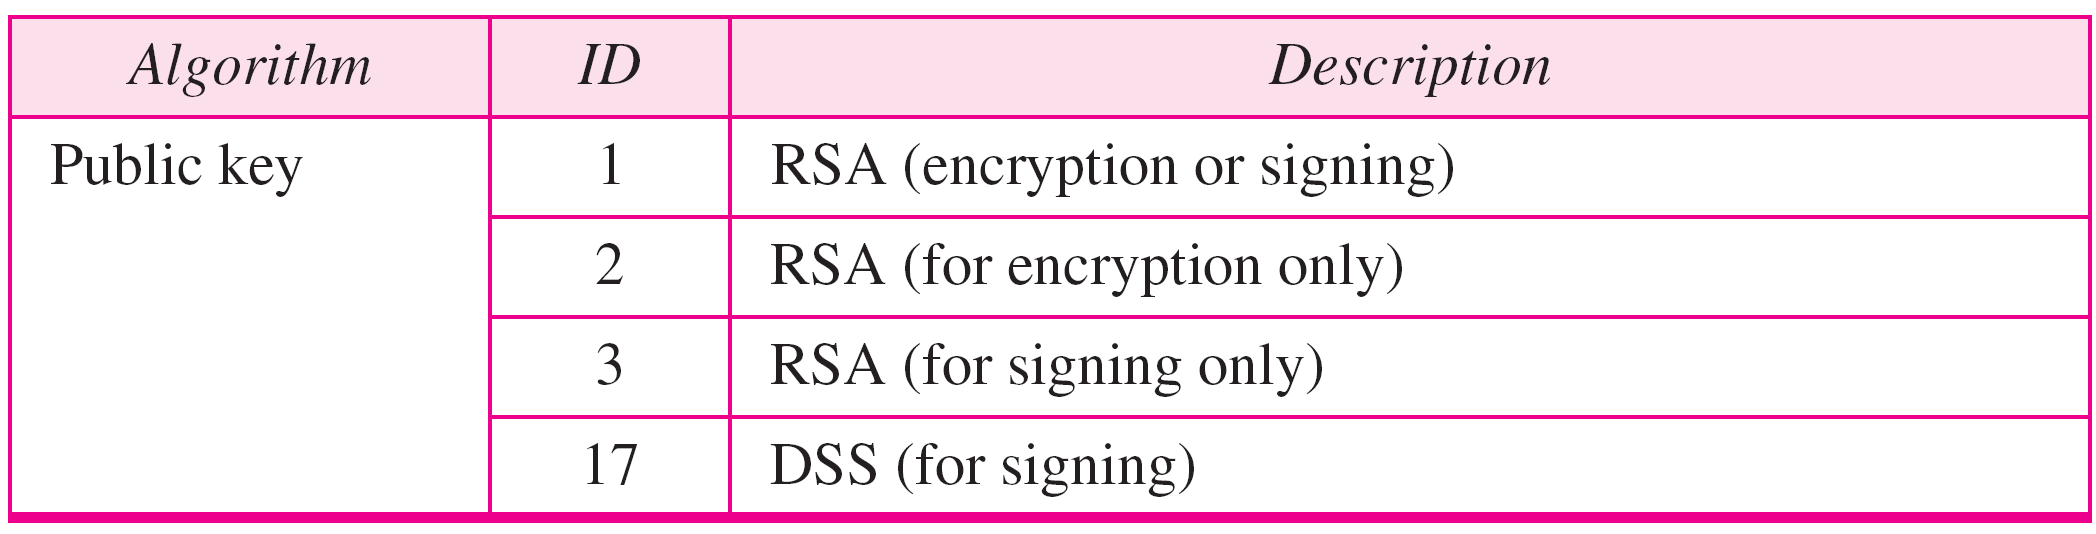 Algorithm ID Description
Public key 1 RSA (encryption or signing)
2 RSA (for encryption only)
3 RSA (for signing only)
17 DSS (for signing)